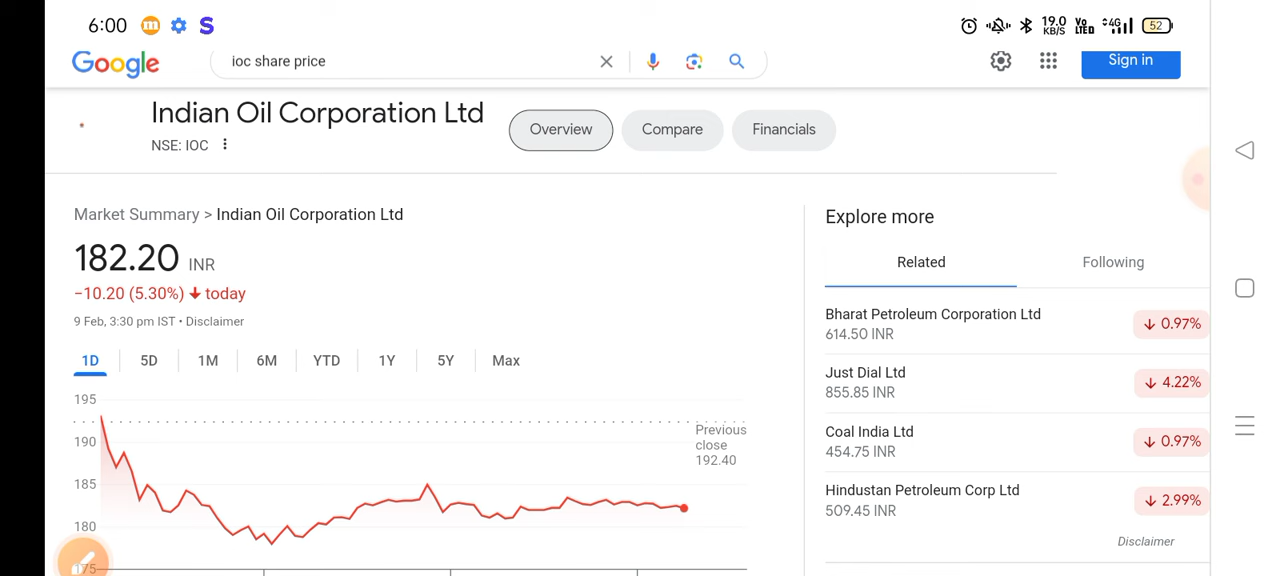 6:00 m S 19.0 KB/S Vo LTED 4G 52
Google ioc share price Sign in
Indian Oil Corporation Ltd
NSE: IOC
Overview Compare Financials
Market Summary > Indian Oil Corporation Ltd
182.20 INR
−10.20 (5.30%) ↓ today
9 Feb, 3:30 pm IST • Disclaimer
1D 5D 1M 6M YTD 1Y 5Y Max
195
190
185
180
175
Previous
close
192.40
Explore more
Related Following
Bharat Petroleum Corporation Ltd
614.50 INR
↓ 0.97%
Just Dial Ltd
855.85 INR
↓ 4.22%
Coal India Ltd
454.75 INR
↓ 0.97%
Hindustan Petroleum Corp Ltd
509.45 INR
↓ 2.99%
Disclaimer